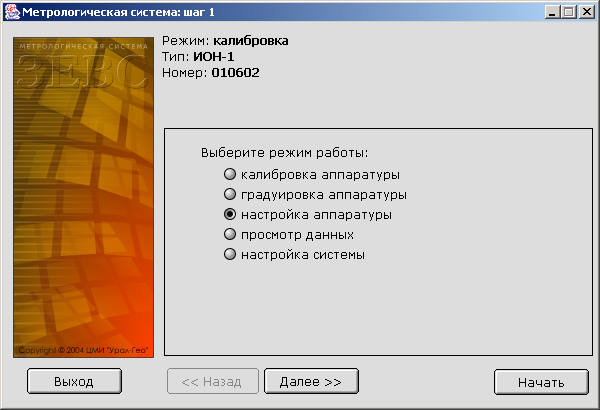 Метрологическая система: шаг 1
МЕТРОЛОГИЧЕСКАЯ СИСТЕМА
ЗЕВС
Режим: калибровка
Тип: ИОН-1
Номер: 010602
Выберите режим работы:
калибровка аппаратуры
градуировка аппаратуры
настройка аппаратуры
просмотр данных
настройка системы
Copyright © 2004 ЦМИ "Урал-Гео"
Выход
<< Назад
Далее >>
Начать